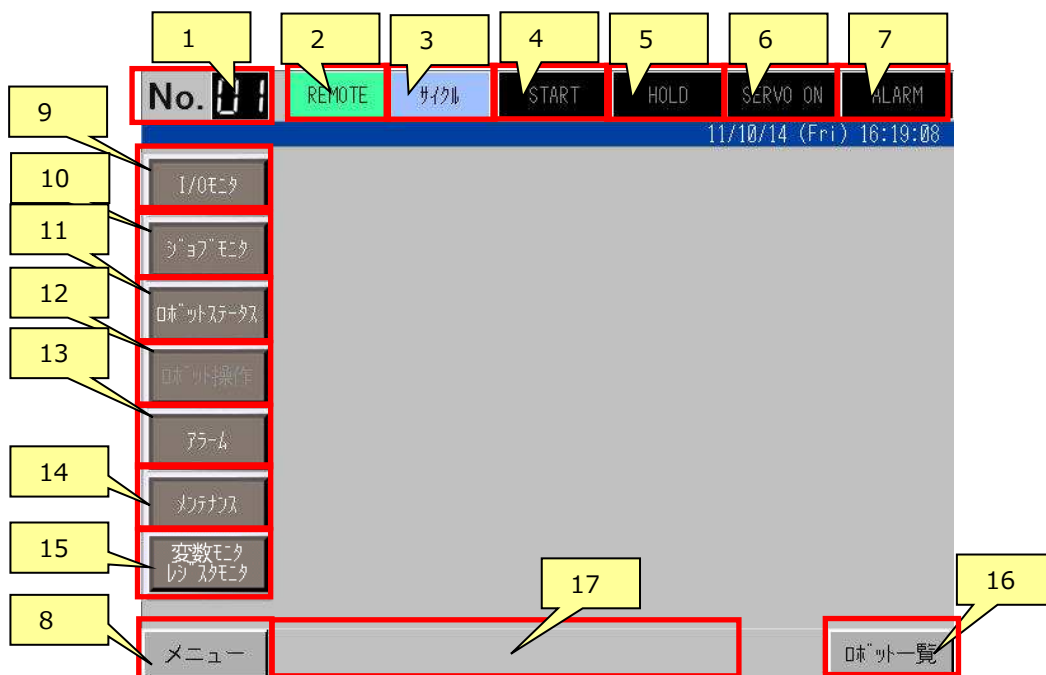 1 2 3 4 5 6 7
No. 01 REMOTE サイクル START HOLD SERVO ON ALARM
11/10/14 (Fri) 16:19:08
9
I/Oモニタ
10
ジョブモニタ
11
ロボットステータス
12
ロボット操作
13
アラーム
14
メンテナンス
15
変数モニタ
レジスタモニタ
17
16
8
メニュー
ロボット一覧